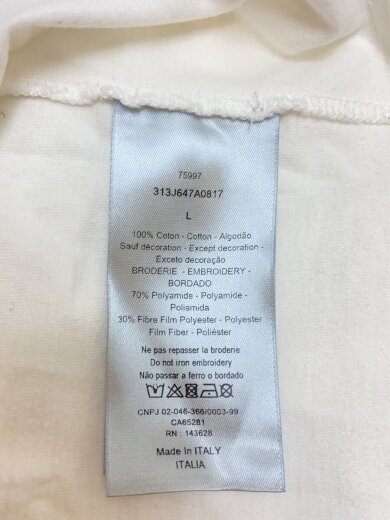 75997
313J647A0817
L
100% Coton - Cotton - Algodão
Sauf décoration - Except decoration -
Exceto decoração
BRODERIE - EMBROIDERY -
BORDADO
70% Polyamide - Polyamide -
Poliamida
30% Fibre Film Polyester - Polyester
Film Fiber - Poliéster
Ne pas repasser la broderie
Do not iron embroidery
Não passar a ferro o bordado
CNPJ 02-046-366/0003-99
CA65281
RN : 143628
Made In ITALY
ITALIA